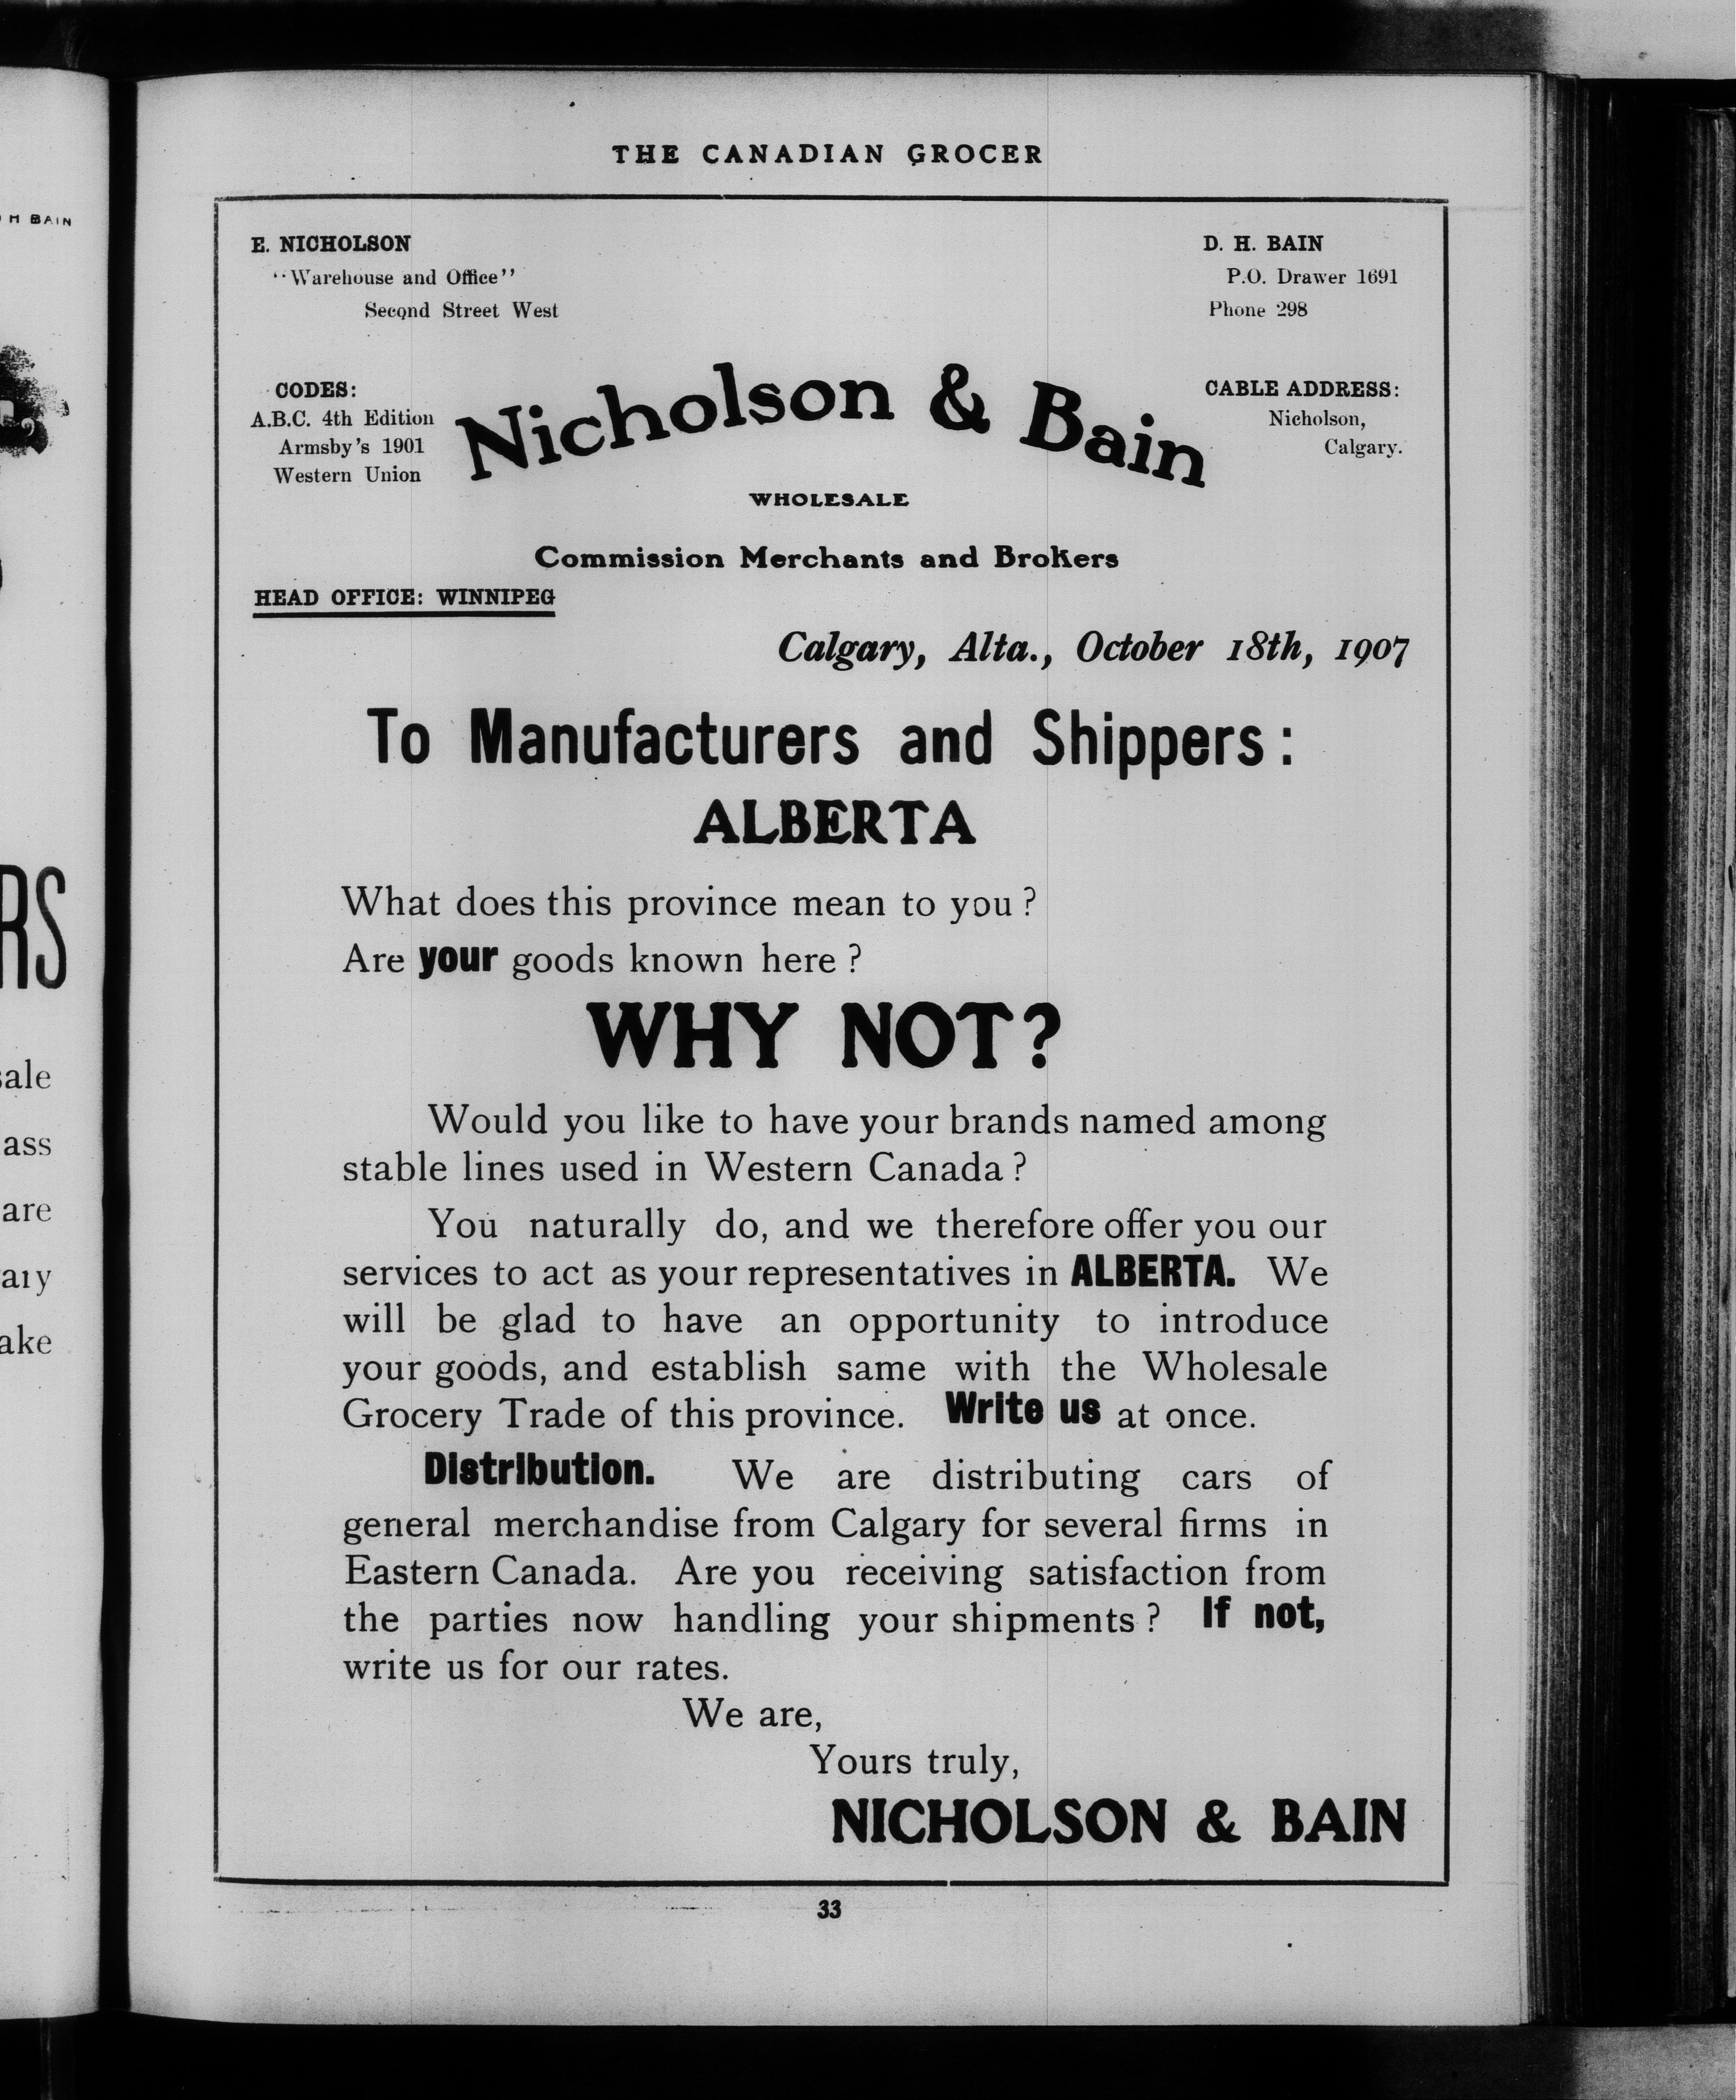 THE CANADIAN GROCER
H BAIN
E. NICHOLSON
"Warehouse and Office"
Second Street West
D. H. BAIN
P.O. Drawer 1691
Phone 298
CODES:
A.B.C. 4th Edition
Armsby's 1901
Western Union
Nicholson & Bain
CABLE ADDRESS:
Nicholson,
Calgary.
WHOLESALE
Commission Merchants and Brokers
HEAD OFFICE: WINNIPEG
Calgary, Alta., October 18th, 1907
To Manufacturers and Shippers:
ALBERTA
What does this province mean to you?
Are your goods known here?
WHY NOT?
Would you like to have your brands named among
stable lines used in Western Canada?
You naturally do, and we therefore offer you our
services to act as your representatives in ALBERTA. We
will be glad to have an opportunity to introduce
your goods, and establish same with the Wholesale
Grocery Trade of this province. Write us at once.
Distribution. We are distributing cars of
general merchandise from Calgary for several firms in
Eastern Canada. Are you receiving satisfaction from
the parties now handling your shipments? If not,
write us for our rates.
We are,
Yours truly,
NICHOLSON & BAIN
33